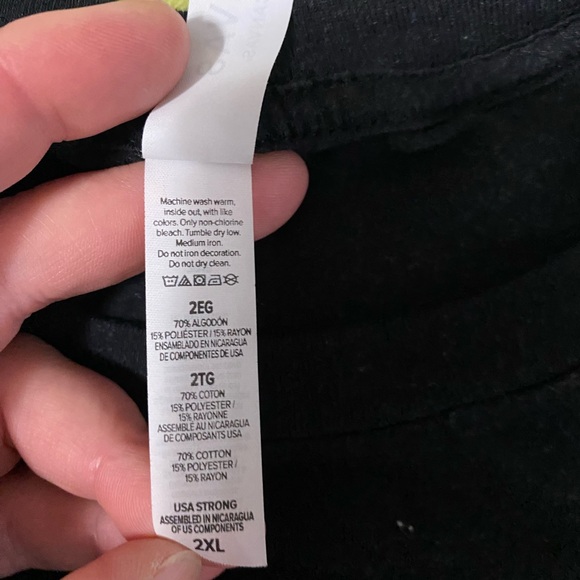 Machine wash warm,
inside out, with like
colors. Only non-chlorine
bleach. Tumble dry low.
Medium iron.
Do not iron decoration.
Do not dry clean.
2EG
70% ALGODÓN
15% POLIÉSTER / 15% RAYON
ENSAMBLADO EN NICARAGUA
DE COMPONENTES DE USA
2TG
70% COTON
15% POLYESTER /
15% RAYONNE
ASSEMBLE AU NICARAGUA
DE COMPOSANTS USA
70% COTTON
15% POLYESTER /
15% RAYON
USA STRONG
ASSEMBLED IN NICARAGUA
OF US COMPONENTS
2XL